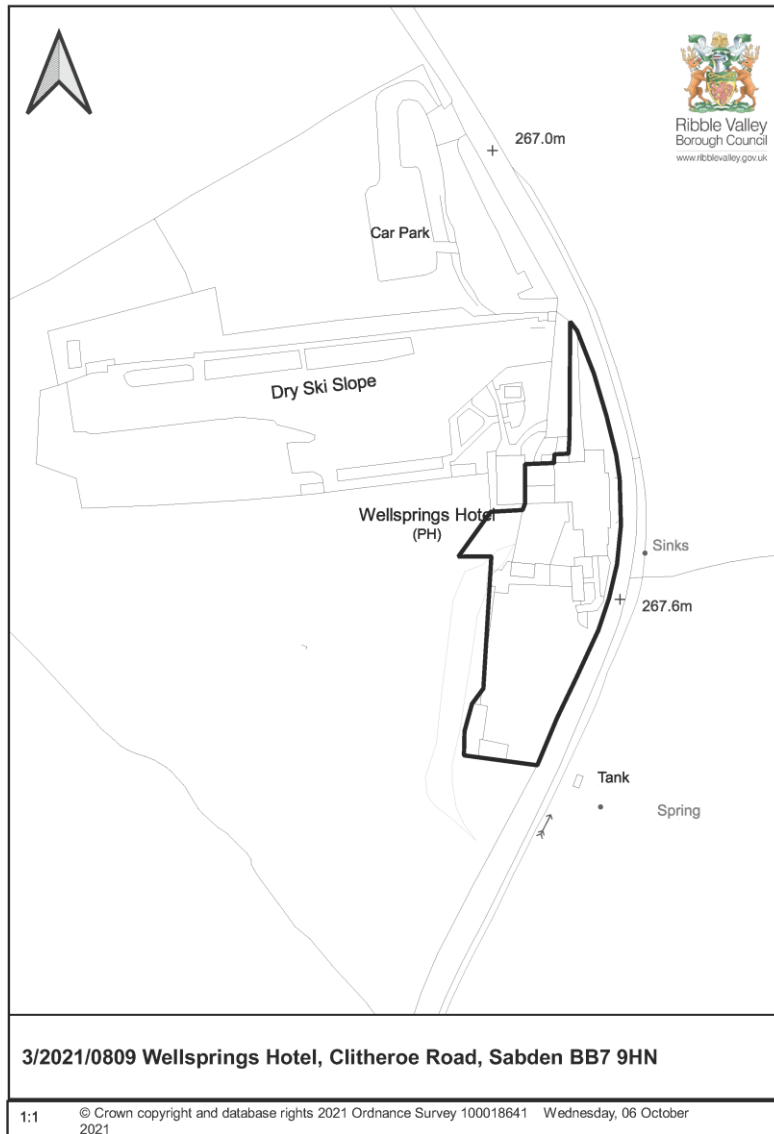 Ribble Valley
Borough Council
www.ribblevalley.gov.uk
267.0m
Car Park
Dry Ski Slope
Wellsprings Hotel
(PH)
Sinks
267.6m
Tank
Spring
3/2021/0809 Wellsprings Hotel, Clitheroe Road, Sabden BB7 9HN
1:1 © Crown copyright and database rights 2021 Ordnance Survey 100018641 Wednesday, 06 October
2021